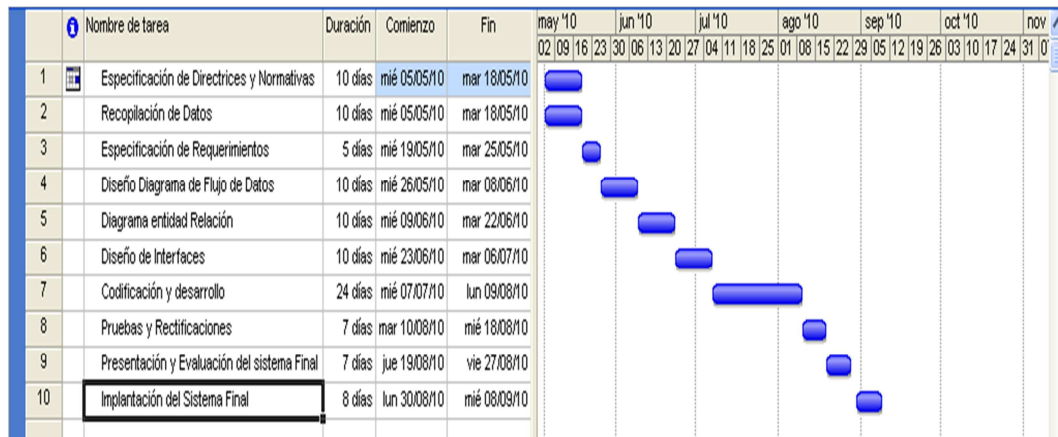 Nombre de tarea Duración Comienzo Fin may '10 jun '10 jul '10 ago '10 sep '10 oct '10 nov
02 09 16 23 30 06 13 20 27 04 11 18 25 01 08 15 22 29 05 12 19 26 03 10 17 24 31
1 Especificación de Directrices y Normativas 10 días mié 05/05/10 mar 18/05/10
2 Recopilación de Datos 10 días mié 05/05/10 mar 18/05/10
3 Especificación de Requerimientos 5 días mié 19/05/10 mar 25/05/10
4 Diseño Diagrama de Flujo de Datos 10 días mié 26/05/10 mar 08/06/10
5 Diagrama entidad Relación 10 días mié 09/06/10 mar 22/06/10
6 Diseño de Interfaces 10 días mié 23/06/10 mar 06/07/10
7 Codificación y desarrollo 24 días mié 07/07/10 lun 09/08/10
8 Pruebas y Rectificaciones 7 días mar 10/08/10 mié 18/08/10
9 Presentación y Evaluación del sistema Final 7 días jue 19/08/10 vie 27/08/10
10 Implantación del Sistema Final 8 días lun 30/08/10 mié 08/09/10